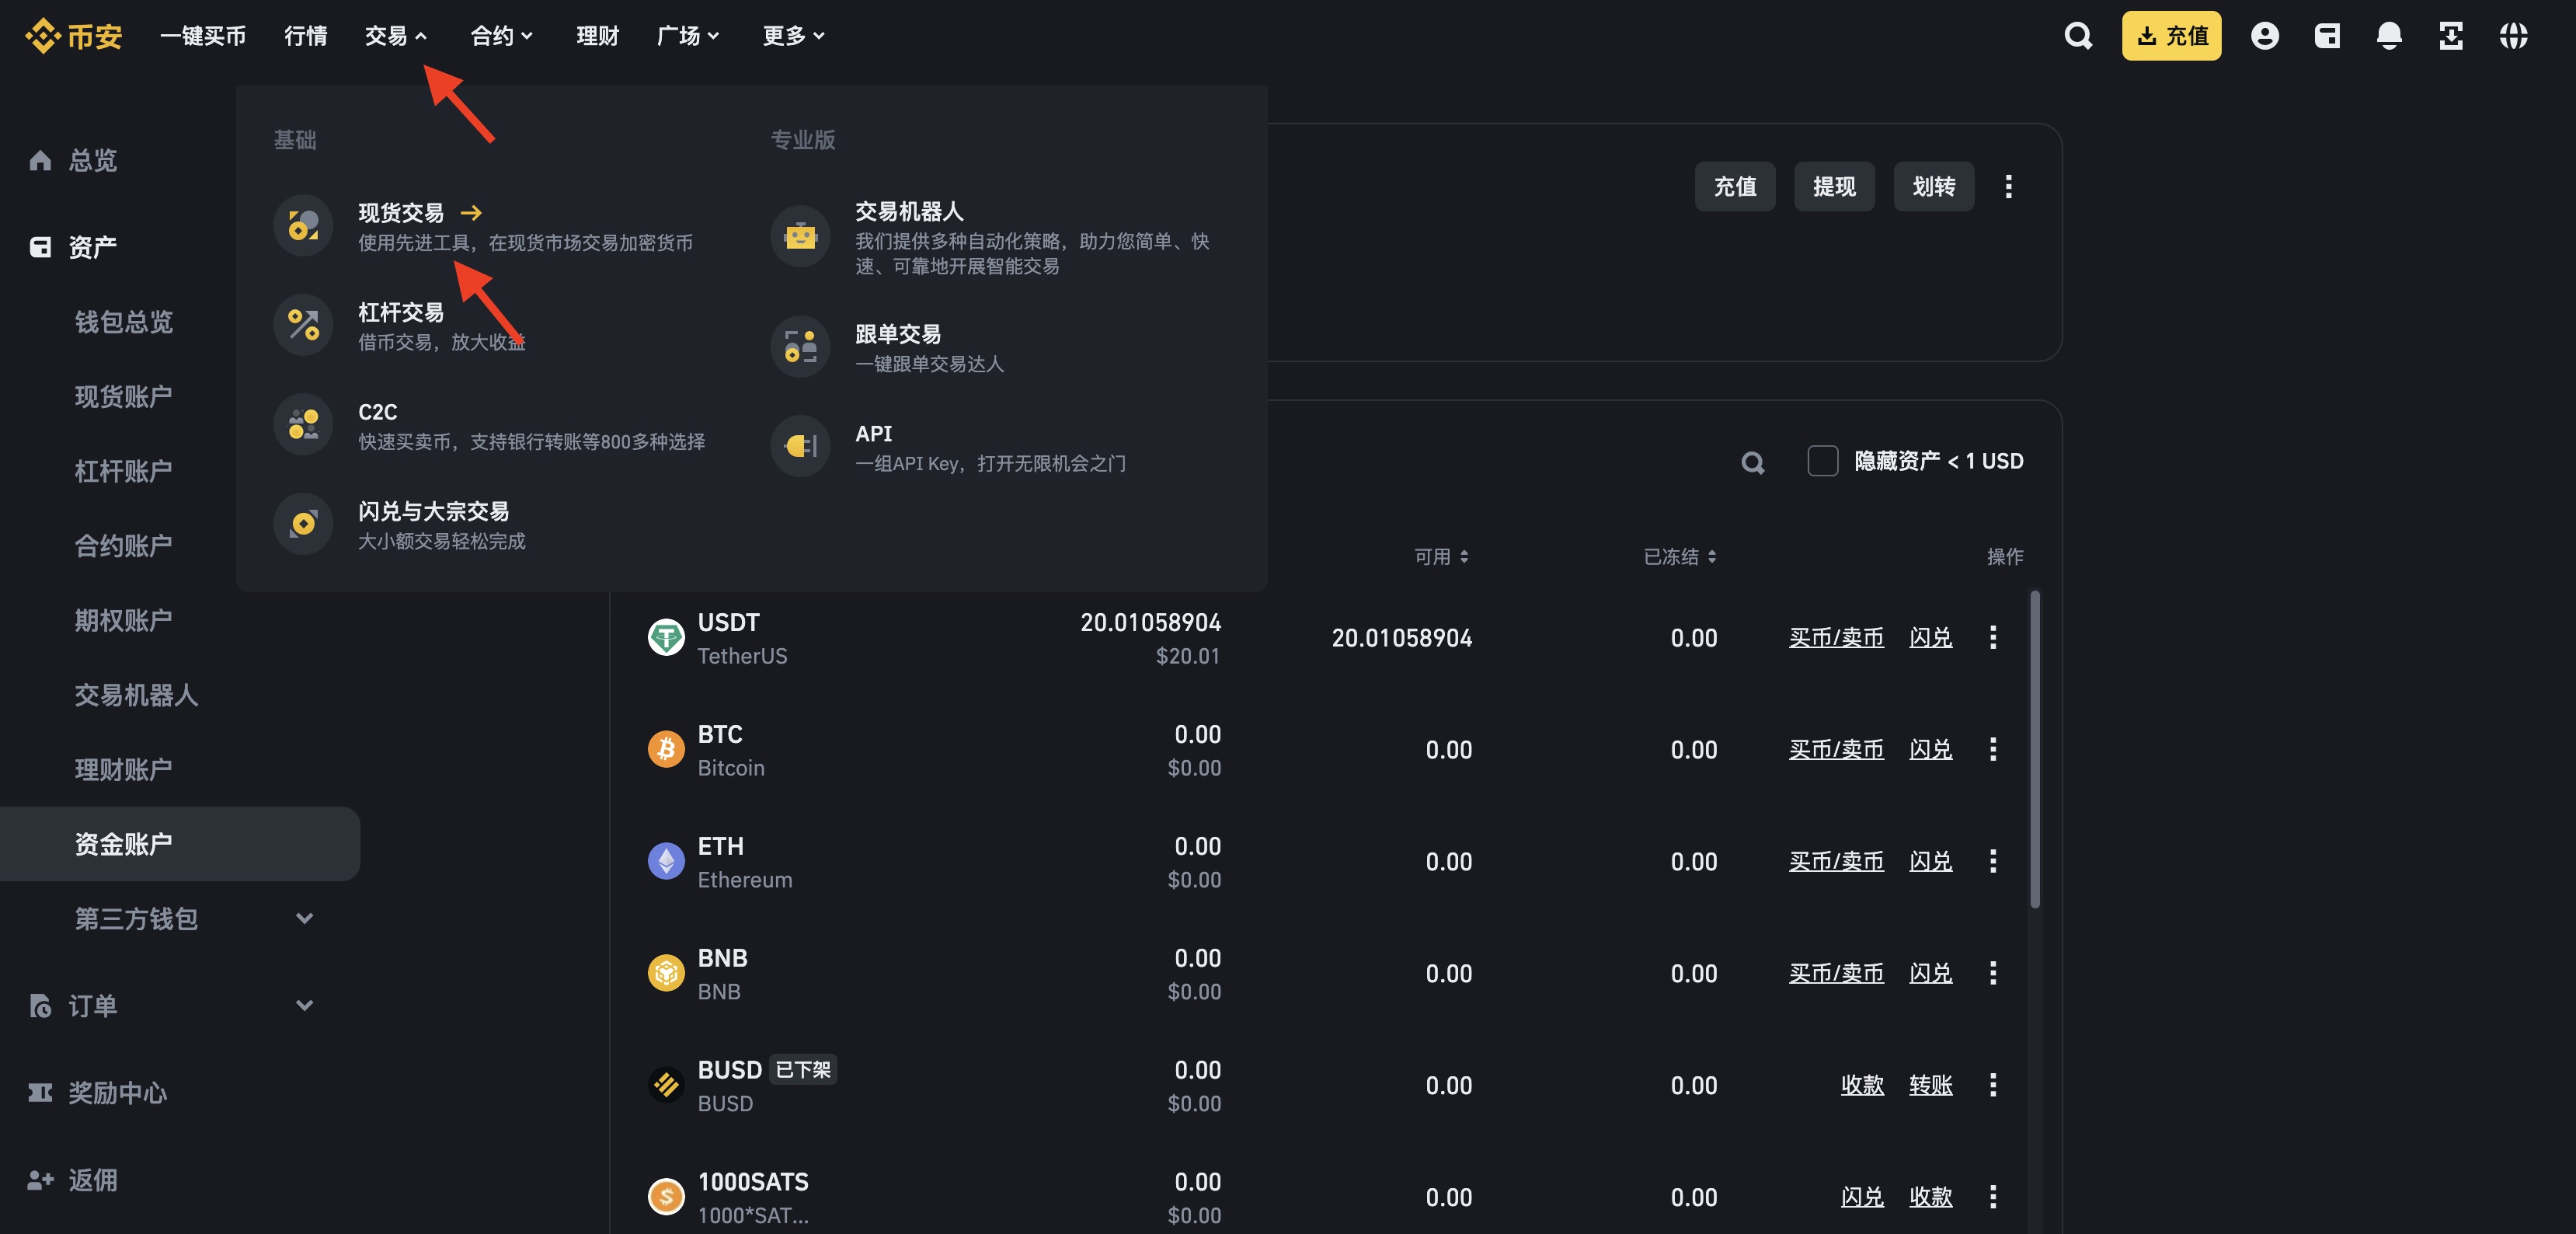 币安
一键买币 行情 交易 合约 理财 广场 更多 充值
总览
资产
钱包总览
现货账户
杠杆账户
合约账户
期权账户
交易机器人
理财账户
资金账户
第三方钱包
订单
奖励中心
返佣
基础
现货交易
使用先进工具，在现货市场交易加密货币
杠杆交易
借币交易，放大收益
C2C
快速买卖币，支持银行转账等800多种选择
闪兑与大宗交易
大小额交易轻松完成
专业版
交易机器人
我们提供多种自动化策略，助力您简单、快
速、可靠地开展智能交易
跟单交易
一键跟单交易达人
API
一组API Key，打开无限机会之门
充值 提现 划转
隐藏资产 < 1 USD
可用 已冻结 操作
USDT 20.01058904 20.01058904 0.00 买币/卖币 闪兑
TetherUS $20.01
BTC 0.00 0.00 0.00 买币/卖币 闪兑
Bitcoin $0.00
ETH 0.00 0.00 0.00 买币/卖币 闪兑
Ethereum $0.00
BNB 0.00 0.00 0.00 买币/卖币 闪兑
BNB $0.00
BUSD 已下架 0.00 0.00 0.00 收款 转账
BUSD $0.00
1000SATS 0.00 0.00 0.00 闪兑 收款
1000*SAT... $0.00